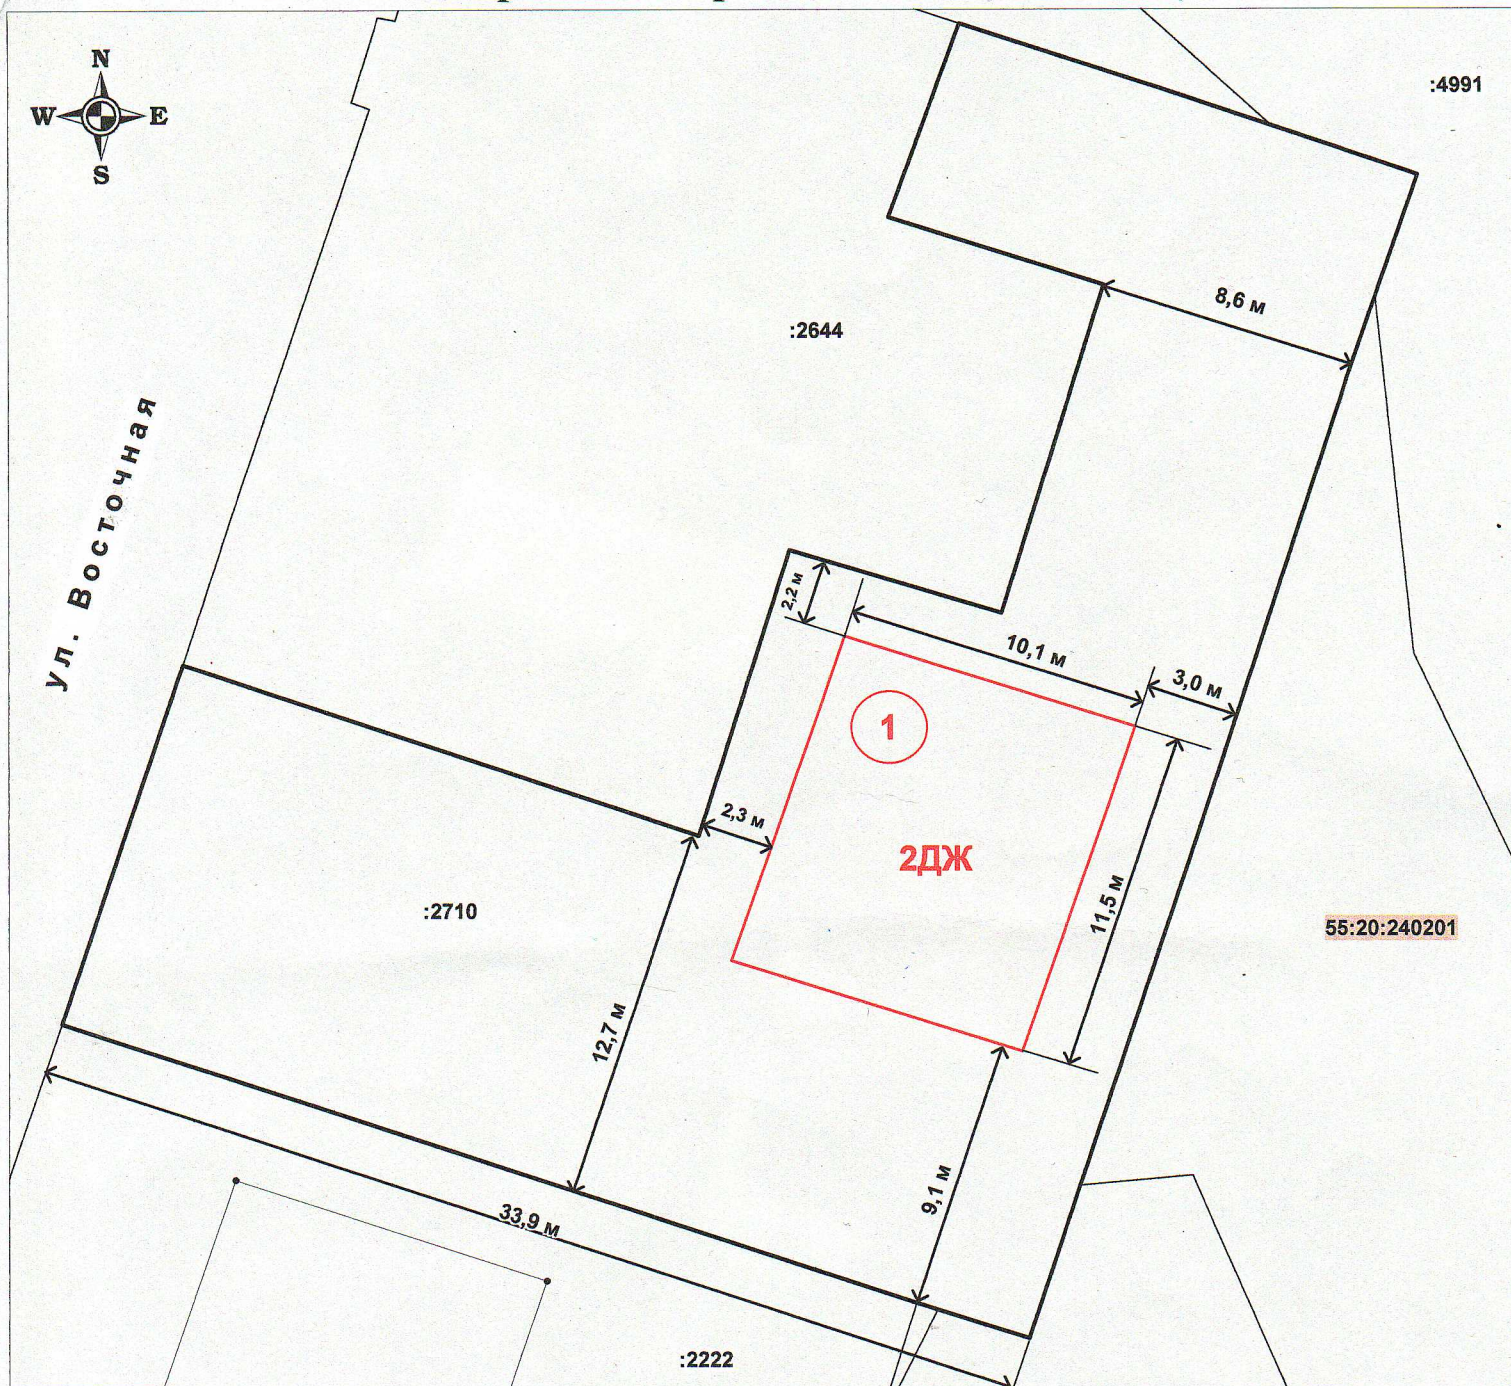 N
W E
S
:4991
8,6 м
:2644
ул. Восточная
2,2 м
10,1 м
3,0 м
1
2,3 м
2ДЖ
11,5 м
:2710
55:20:240201
12,7 м
9,1 м
33,9 м
:2222